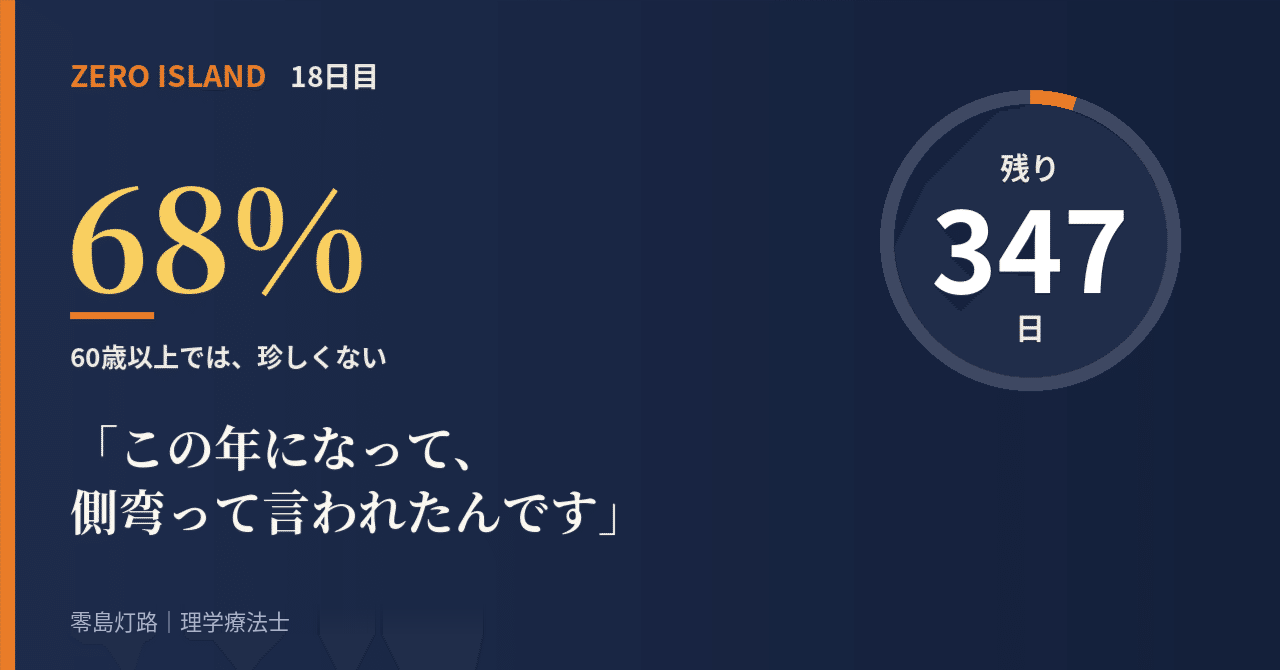 ZERO ISLAND 18日目
68%
60歳以上では、珍しくない
「この年になって、
側弯って言われたんです」
零島灯路｜理学療法士
残り
347
日